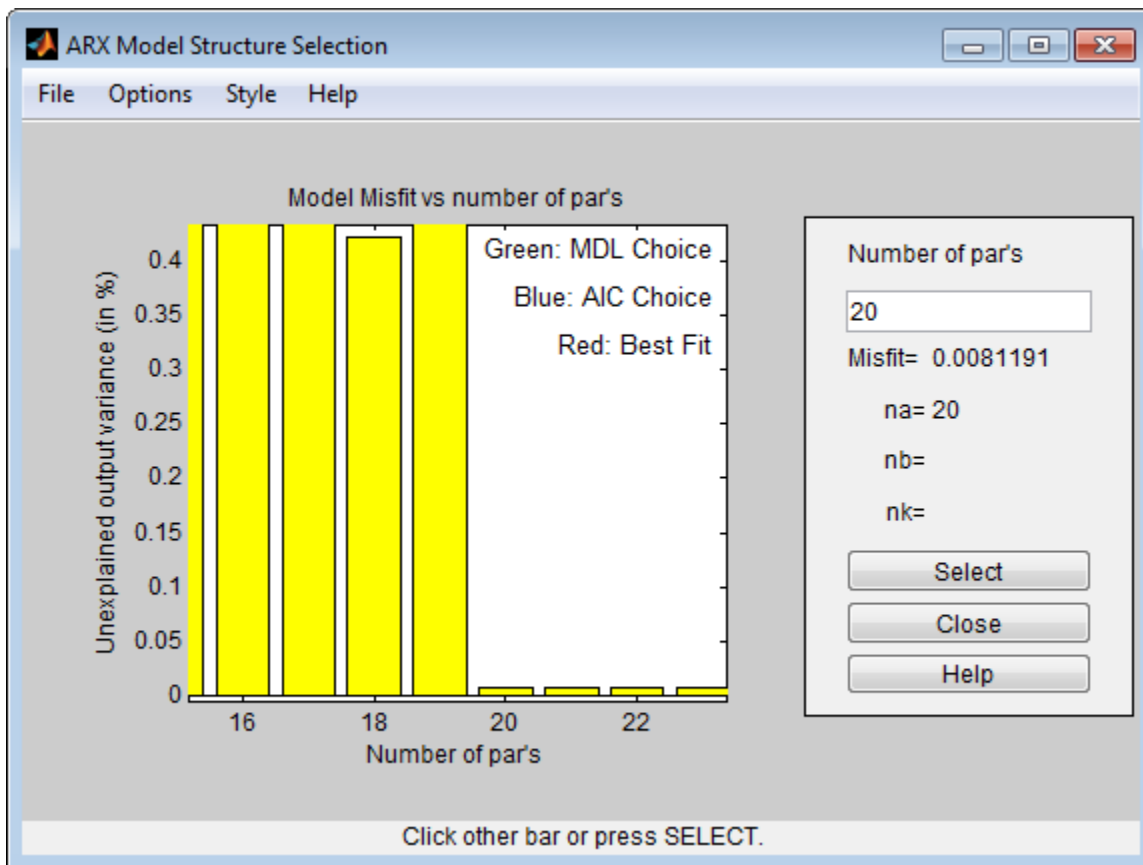 ARX Model Structure Selection
File Options Style Help
Model Misfit vs number of par's
Unexplained output variance (in %)
0.4
0.35
0.3
0.25
0.2
0.15
0.1
0.05
0
Green: MDL Choice
Blue: AIC Choice
Red: Best Fit
16 18 20 22
Number of par's
Number of par's
20
Misfit= 0.0081191
na= 20
nb=
nk=
Select
Close
Help
Click other bar or press SELECT.